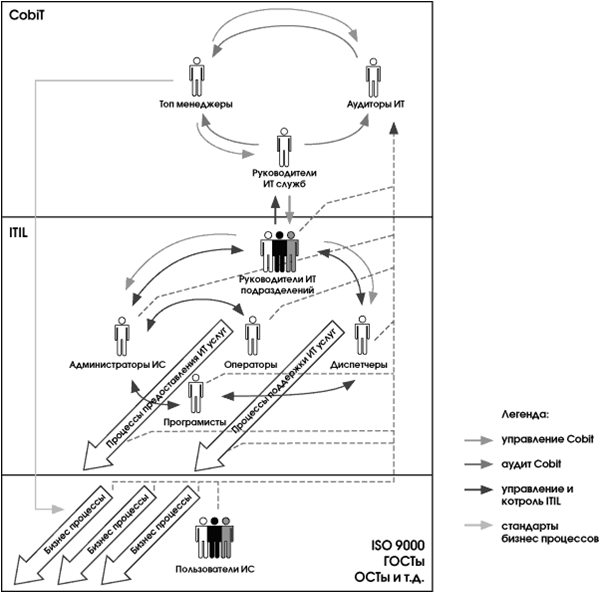 CobiT
Топ менеджеры
Аудиторы ИТ
Руководители
ИТ служб
ITIL
Руководители ИТ
подразделений
Администраторы ИС
Операторы
Диспетчеры
Процессы предоставления ИТ услуг
Процессы поддержки ИТ услуг
Програмисты
Бизнес процессы
Бизнес процессы
Бизнес процессы
Пользователи ИС
ISO 9000
ГОСТы
ОСТы и т.д.
Легенда:
управление Cobit
аудит Cobit
управление и
котроль ITIL
стандарты
бизнес процессов